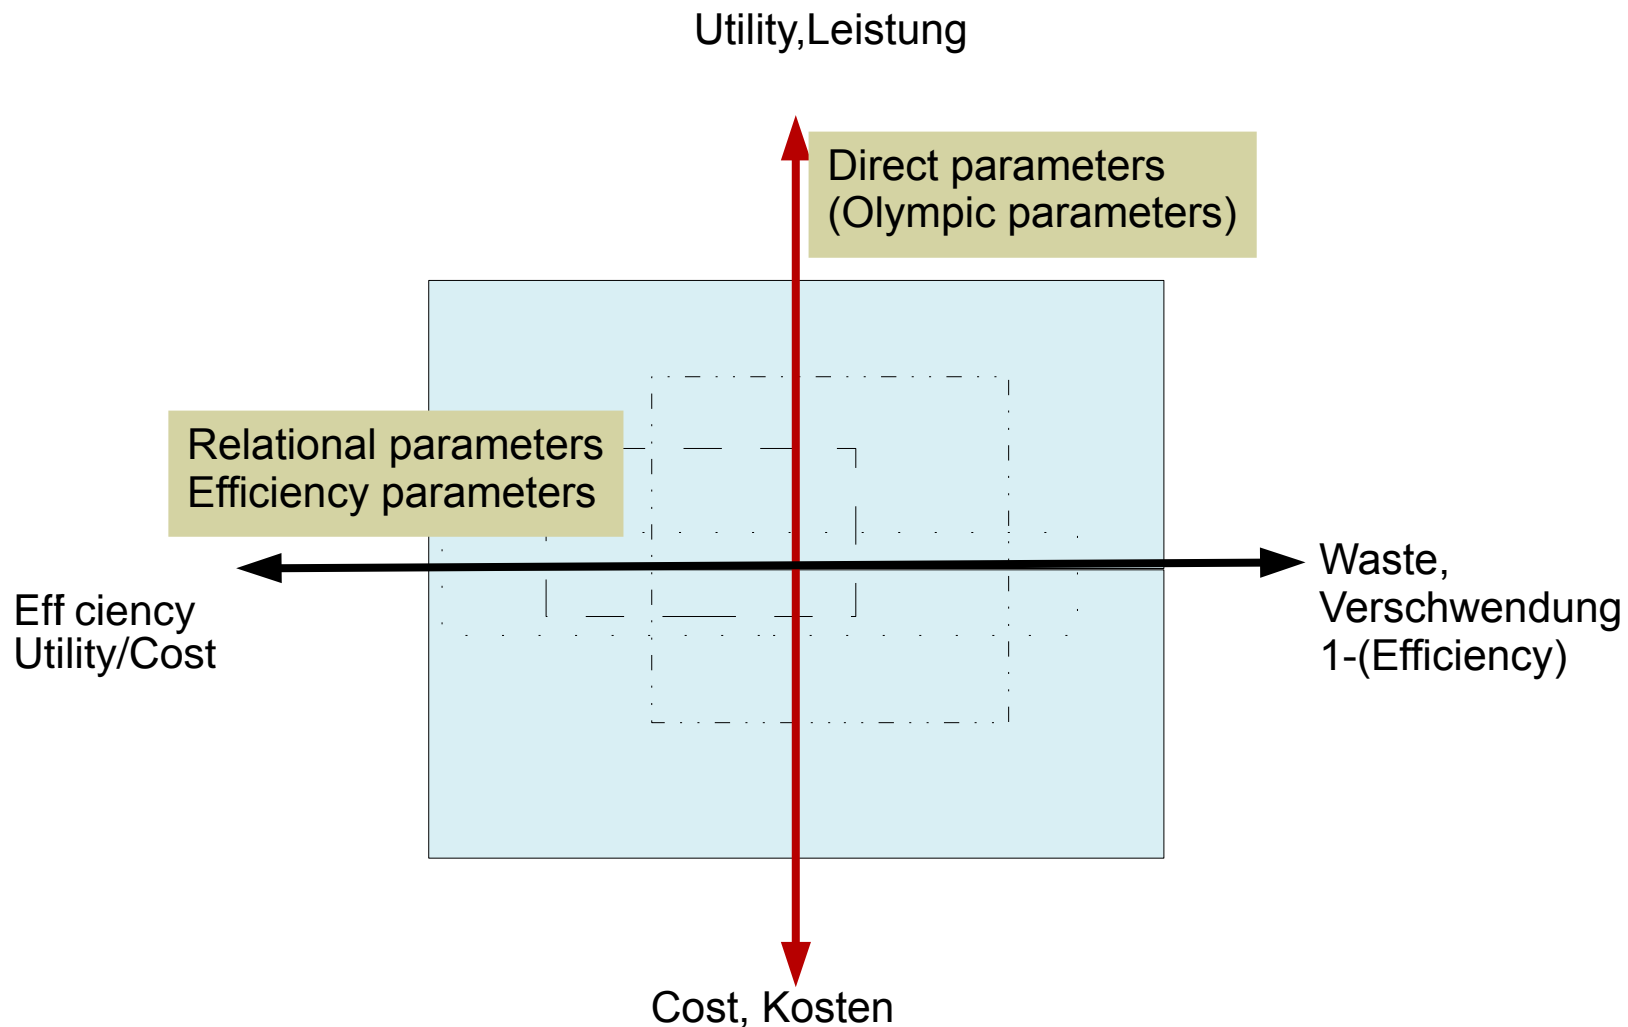 Utility,Leistung
Direct parameters
(Olympic parameters)
Relational parameters
Efficiency parameters
Eff ciency
Utility/Cost
Waste,
Verschwendung
1-(Efficiency)
Cost, Kosten